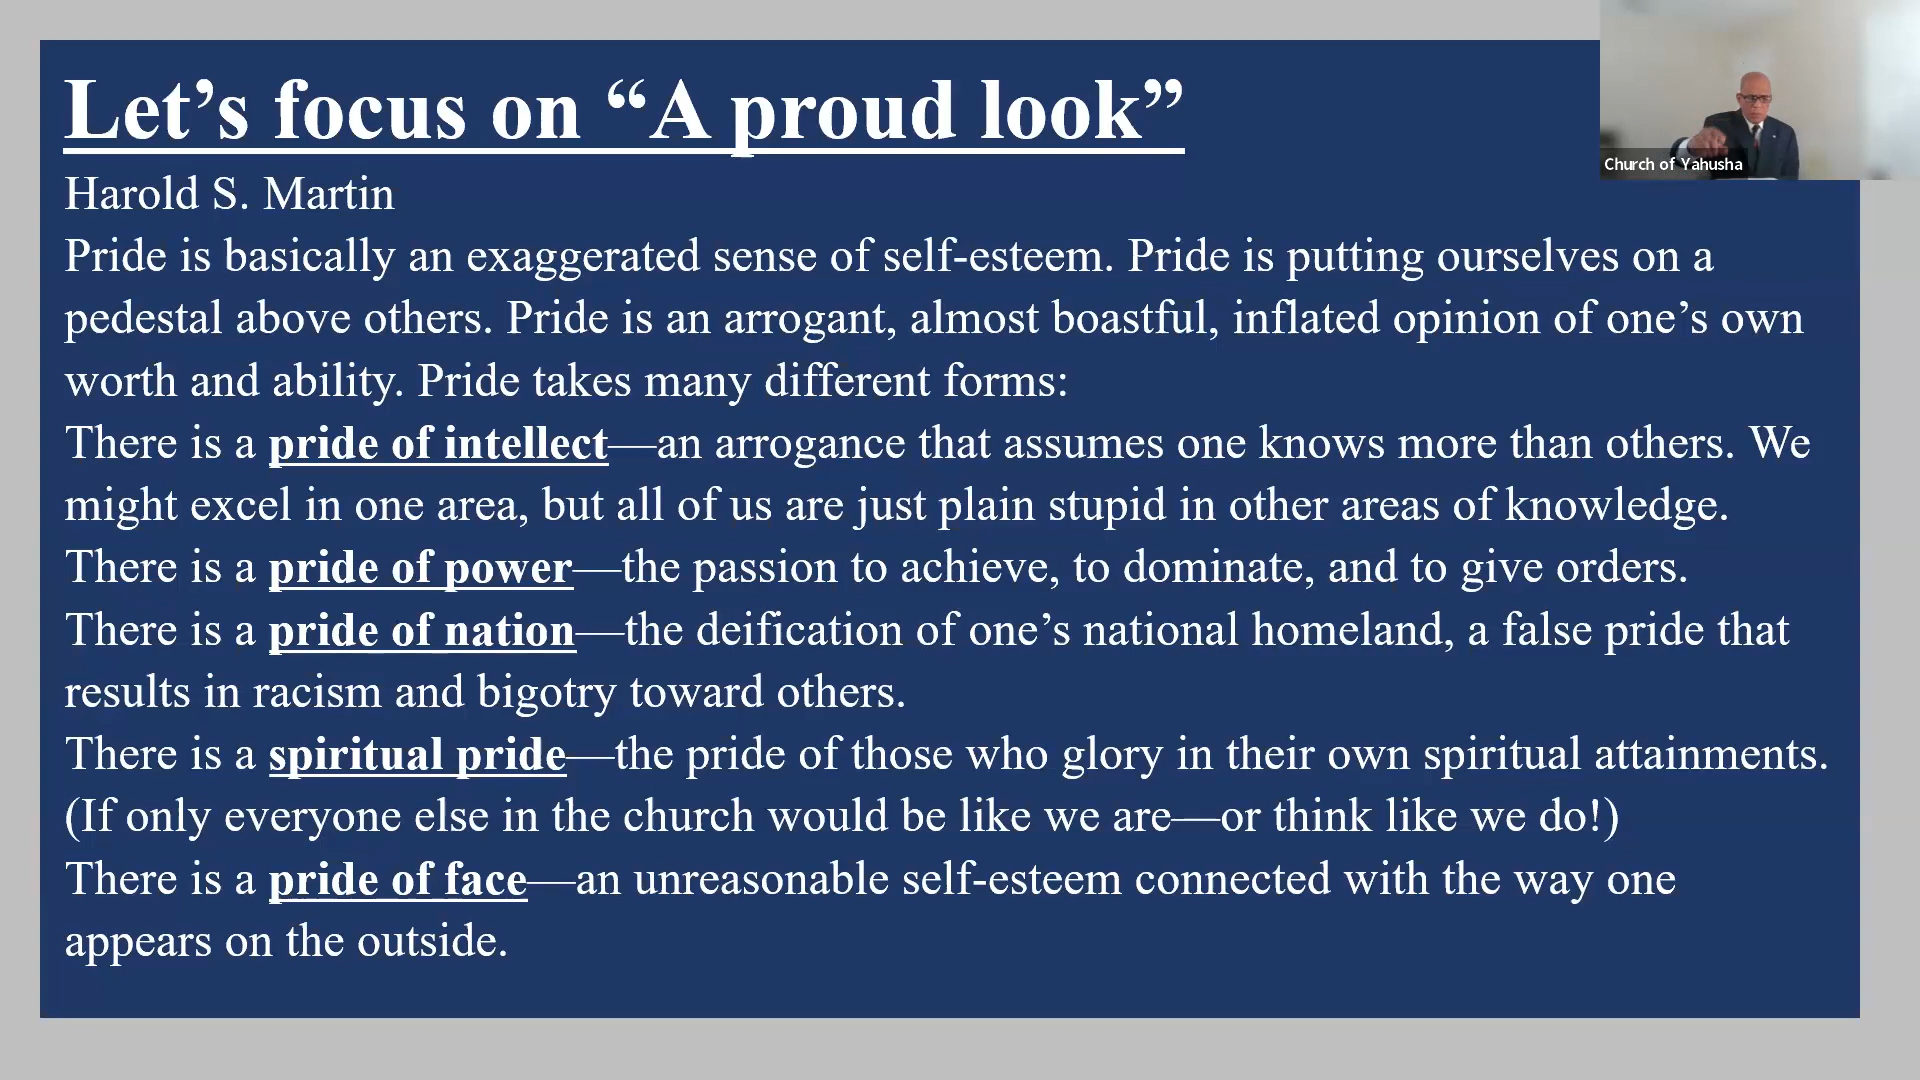 Let’s focus on “A proud look”
Church of Yahusha
Harold S. Martin
Pride is basically an exaggerated sense of self-esteem. Pride is putting ourselves on a
pedestal above others. Pride is an arrogant, almost boastful, inflated opinion of one’s own
worth and ability. Pride takes many different forms:
There is a pride of intellect—an arrogance that assumes one knows more than others. We
might excel in one area, but all of us are just plain stupid in other areas of knowledge.
There is a pride of power—the passion to achieve, to dominate, and to give orders.
There is a pride of nation—the deification of one’s national homeland, a false pride that
results in racism and bigotry toward others.
There is a spiritual pride—the pride of those who glory in their own spiritual attainments.
(If only everyone else in the church would be like we are—or think like we do!)
There is a pride of face—an unreasonable self-esteem connected with the way one
appears on the outside.